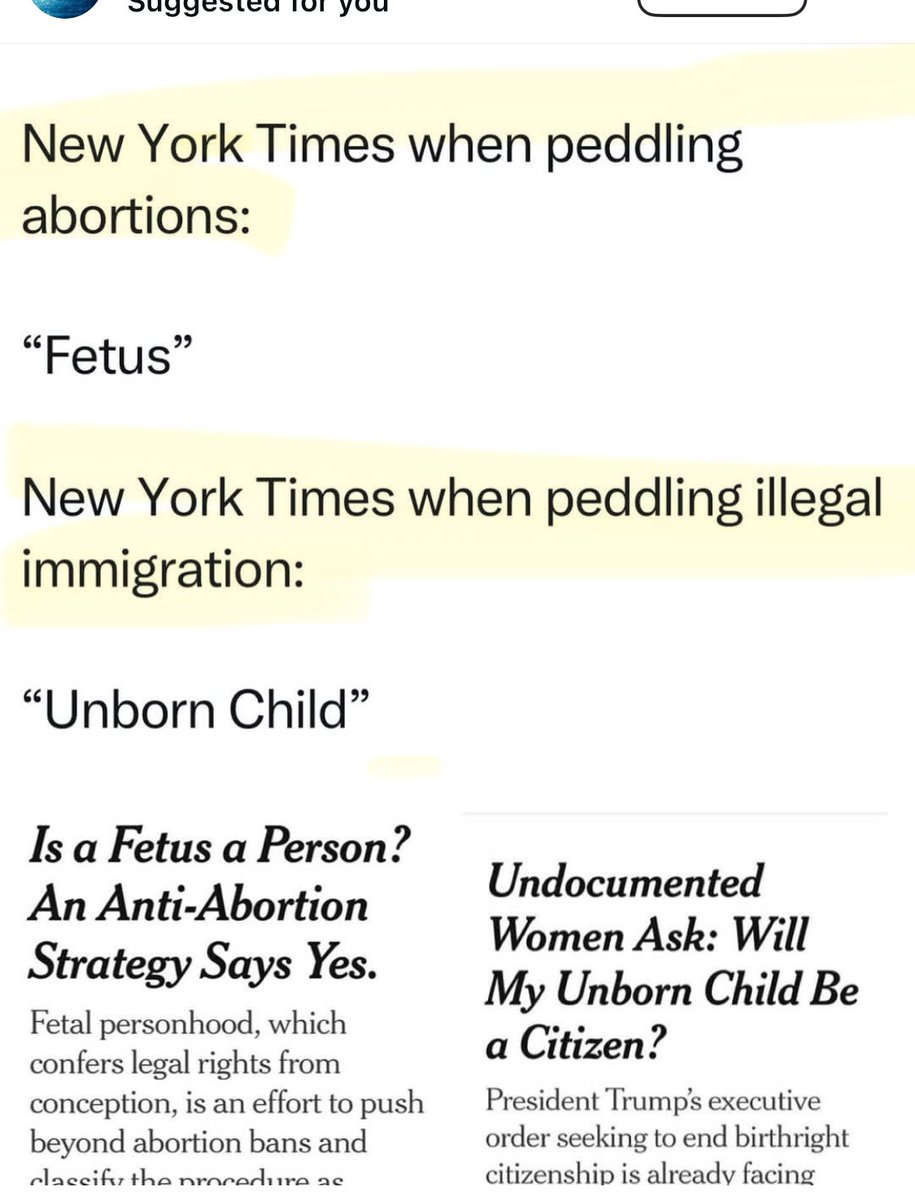 Suggested for you
New York Times when peddling
abortions:
“Fetus”
New York Times when peddling illegal
immigration:
“Unborn Child”
Is a Fetus a Person?
An Anti-Abortion
Strategy Says Yes.
Fetal personhood, which
confers legal rights from
conception, is an effort to push
beyond abortion bans and
classify the procedure as
Undocumented
Women Ask: Will
My Unborn Child Be
a Citizen?
President Trump’s executive
order seeking to end birthright
citizenship is already facing